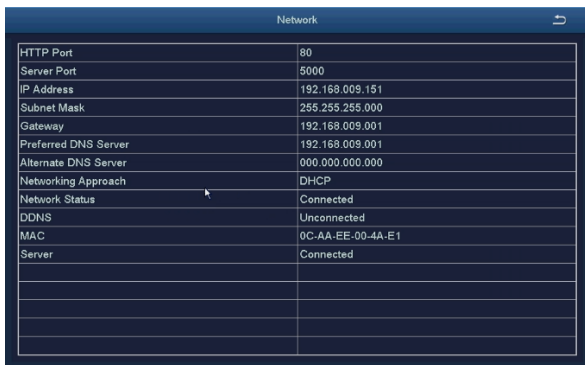 Network
HTTP Port 80
Server Port 5000
IP Address 192.168.009.151
Subnet Mask 255.255.255.000
Gateway 192.168.009.001
Preferred DNS Server 192.168.009.001
Alternate DNS Server 000.000.000.000
Networking Approach DHCP
Network Status Connected
DDNS Unconnected
MAC 0C-AA-EE-00-4A-E1
Server Connected